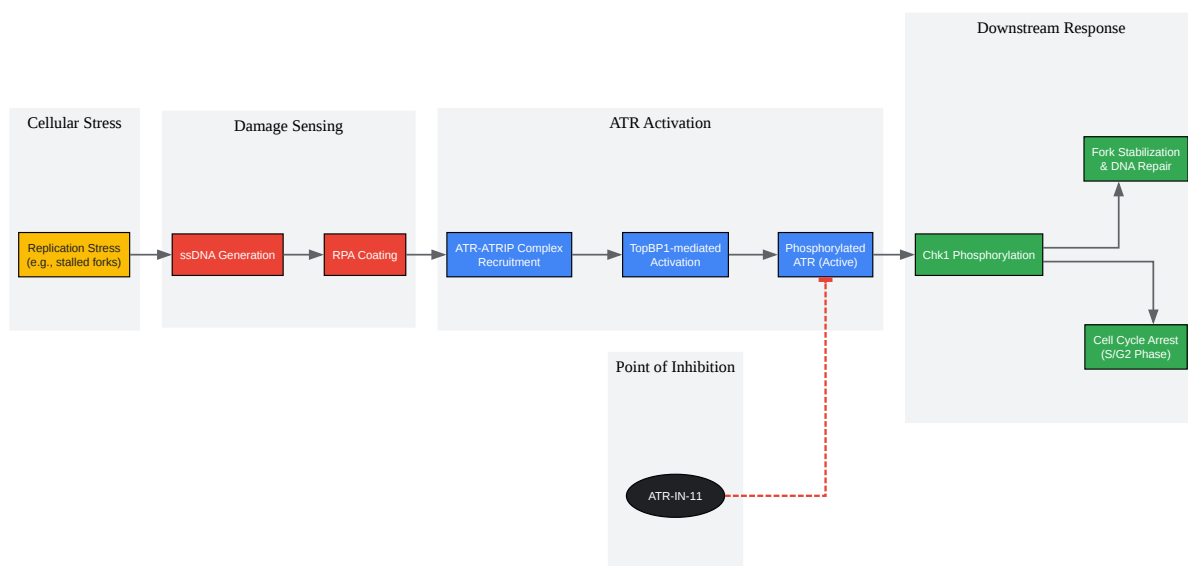 Cellular Stress
Replication Stress
(e.g., stalled forks)
Damage Sensing
ssDNA Generation
RPA Coating
ATR Activation
ATR-ATRIP Complex
Recruitment
TopBP1-mediated
Activation
Phosphorylated
ATR (Active)
Point of Inhibition
ATR-IN-11
Downstream Response
Chk1 Phosphorylation
Fork Stabilization
& DNA Repair
Cell Cycle Arrest
(S/G2 Phase)